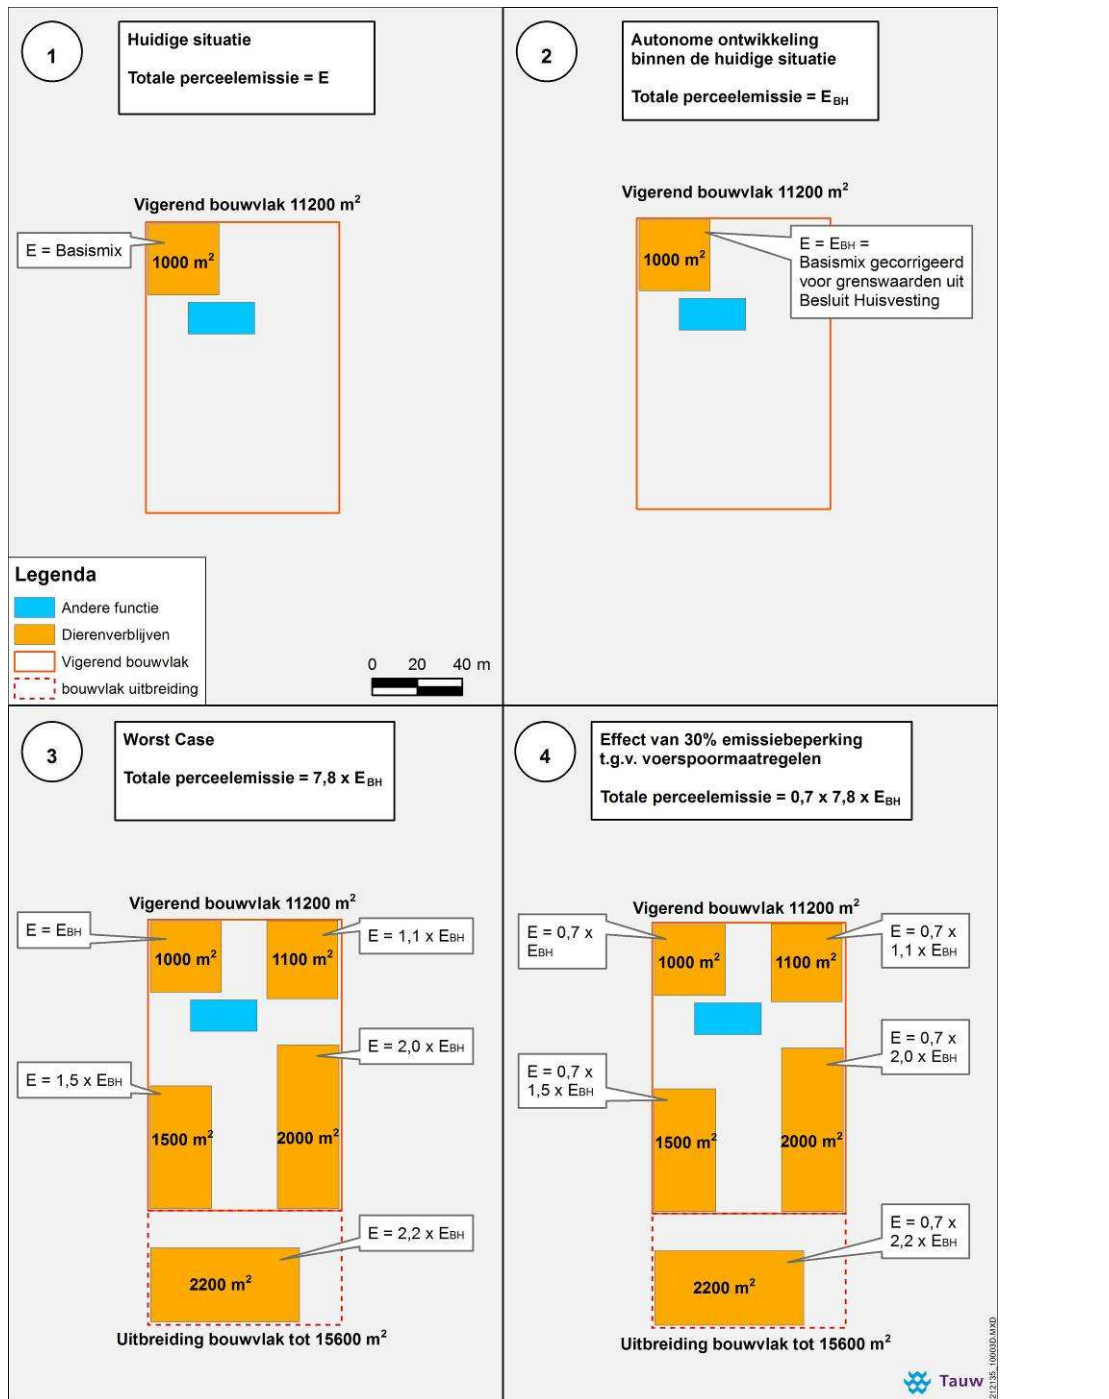 1
Huidige situatie
Totale perceelemissie = E
Vigerend bouwvlak 11200 m²
E = Basismix
1000 m²
Legenda
Andere functie
Dierenverblijven
Vigerend bouwvlak
bouwvlak uitbreiding
0 20 40 m
2
Autonome ontwikkeling
binnen de huidige situatie
Totale perceelemissie = EBH
Vigerend bouwvlak 11200 m²
1000 m²
E = EBH =
Basismix gecorrigeerd
voor grenswaarden uit
Besluit Huisvesting
3
Worst Case
Totale perceelemissie = 7,8 x EBH
Vigerend bouwvlak 11200 m²
E = EBH
E = 1,1 x EBH
1000 m²
1100 m²
E = 2,0 x EBH
E = 1,5 x EBH
1500 m²
2000 m²
E = 2,2 x EBH
2200 m²
Uitbreiding bouwvlak tot 15600 m²
4
Effect van 30% emissiebeperking
t.g.v. voerspoormaatregelen
Totale perceelemissie = 0,7 x 7,8 x EBH
Vigerend bouwvlak 11200 m²
E = 0,7 x
EBH
E = 0,7 x
1,1 x EBH
1000 m²
1100 m²
E = 0,7 x
2,0 x EBH
E = 0,7 x
1,5 x EBH
1500 m²
2000 m²
E = 0,7 x
2,2 x EBH
2200 m²
Uitbreiding bouwvlak tot 15600 m²
Tauw
212135_10003D.MXD